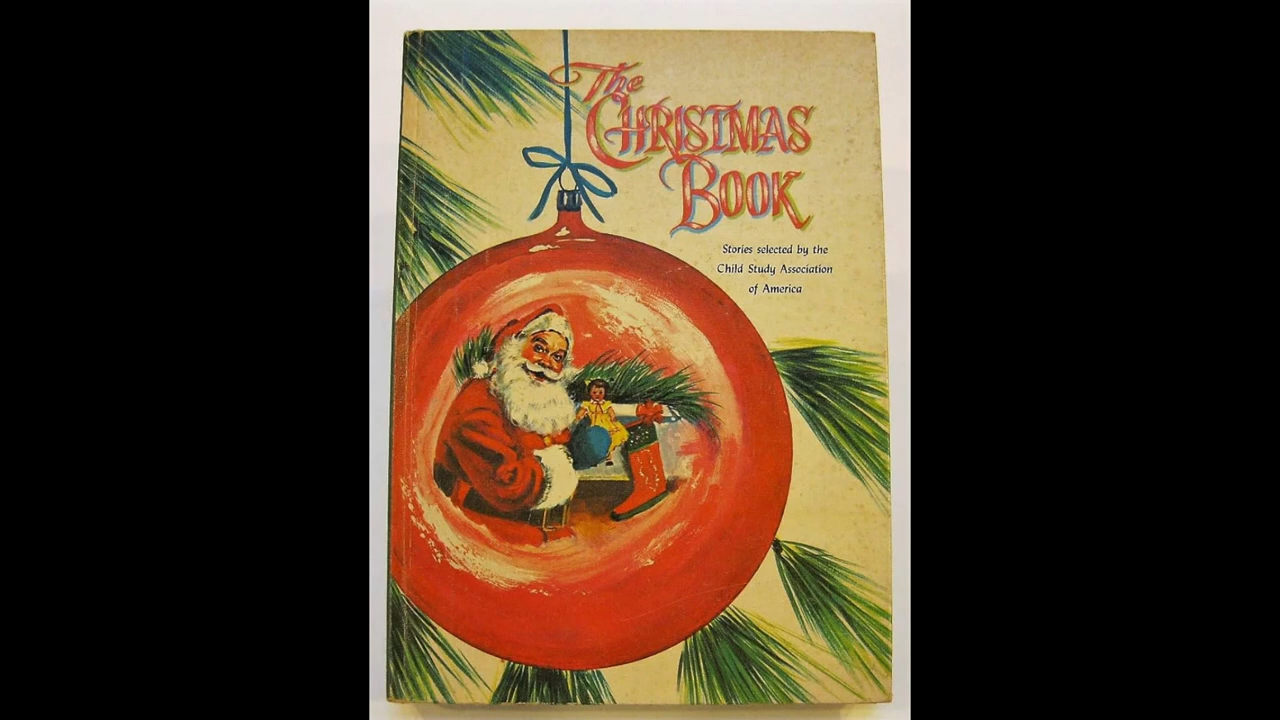 The
CHRISTMAS
BOOK
Stories selected by the
Child Study Association
of America